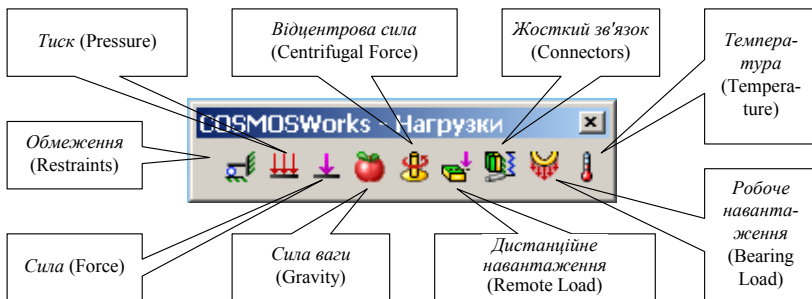 Тиск (Pressure)
Відцентрова сила
(Centrifugal Force)
Жосткий зв'язок
(Connectors)
Темпера-
тура
(Tempera-
ture)
COSMOSWorks - Нагрузки
Обмеження
(Restraints)
Сила (Force)
Сила ваги
(Gravity)
Дистанційне
навантаження
(Remote Load)
Робоче
наванта-
ження
(Bearing
Load)